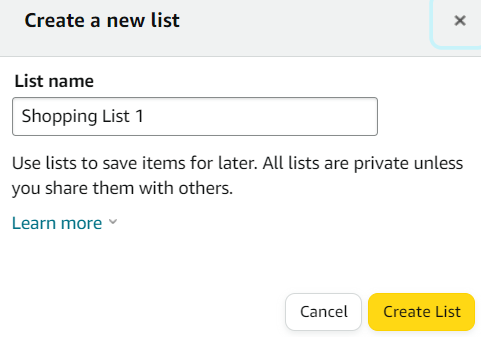 Create a new list
List name
Shopping List 1
Use lists to save items for later. All lists are private unless
you share them with others.
Learn more
Cancel
Create List